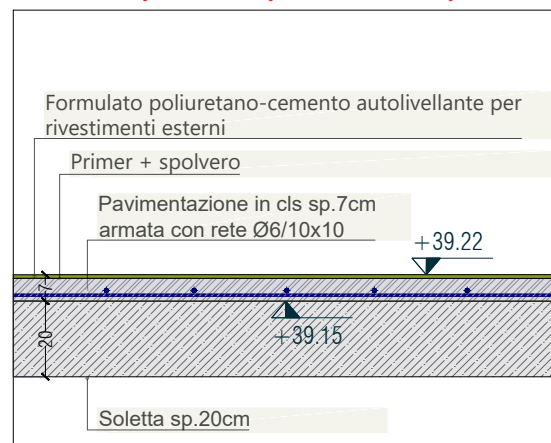 Formulato poliuretano-cemento autolivellante per
rivestimenti esterni
Primer + spolvero
Pavimentazione in cls sp.7cm
armata con rete Ø6/10x10
+39.22
7
+39.15
20
Soletta sp.20cm